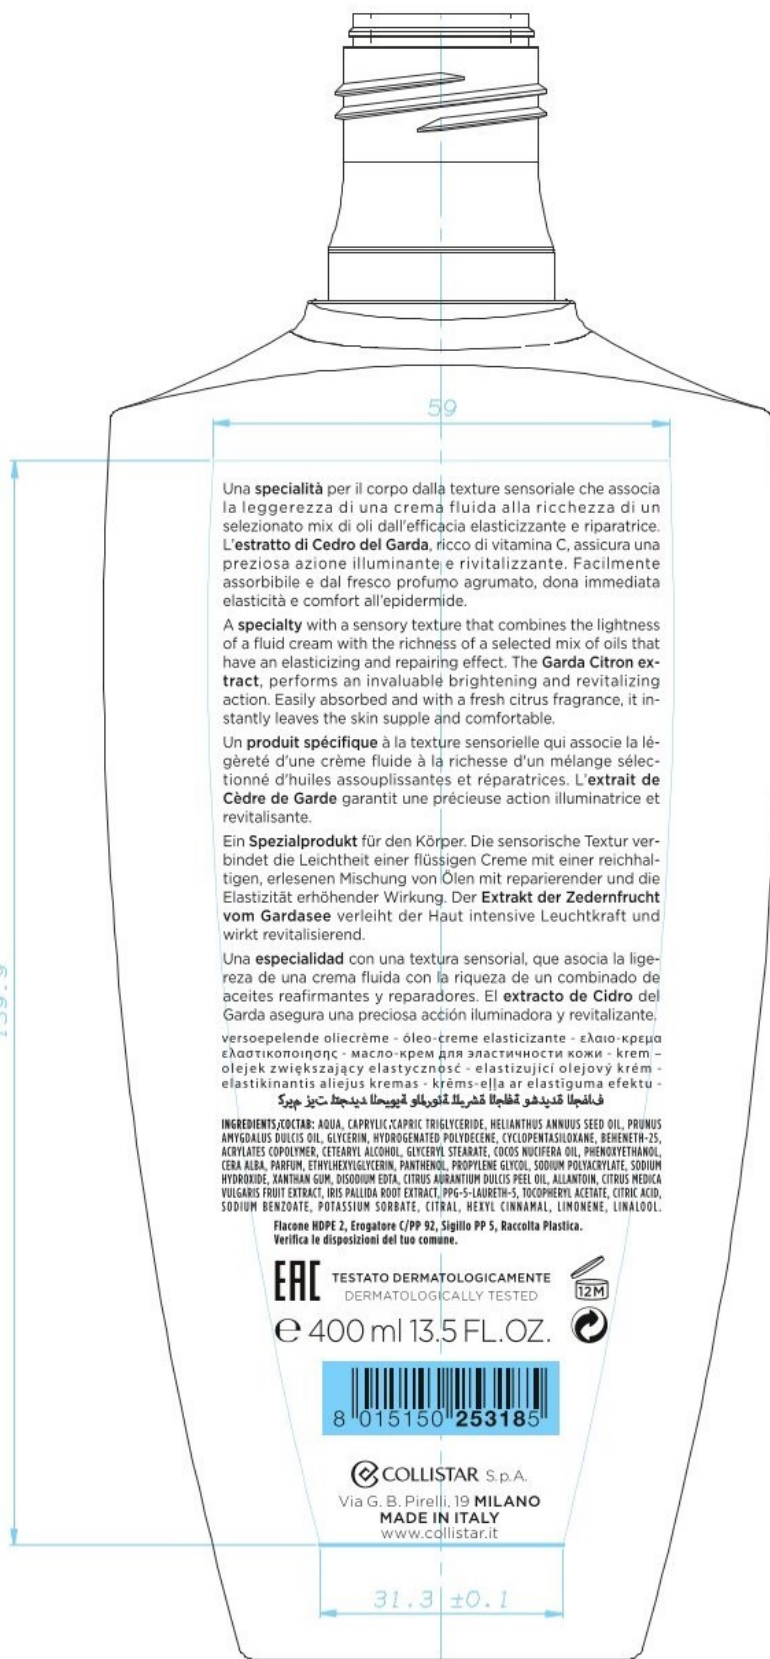 59
Una specialità per il corpo dalla texture sensoriale che associa
la leggerezza di una crema fluida alla ricchezza di un
selezionato mix di oli dall'efficacia elasticizzante e riparatrice.
L'estratto di Cedro del Garda, ricco di vitamina C, assicura una
preziosa azione illuminante e rivitalizzante. Facilmente
assorbibile e dal fresco profumo agrumato, dona immediata
elasticità e comfort all'epidermide.
A specialty with a sensory texture that combines the lightness
of a fluid cream with the richness of a selected mix of oils that
have an elasticizing and repairing effect. The Garda Citron ex-
tract, performs an invaluable brightening and revitalizing
action. Easily absorbed and with a fresh citrus fragrance, it in-
stantly leaves the skin supple and comfortable.
Un produit spécifique à la texture sensorielle qui associe la lé-
gèreté d'une crème fluide à la richesse d'un mélange sélec-
tionné d'huiles assouplissantes et réparatrices. L'extrait de
Cèdre de Garde garantit une précieuse action illuminatrice et
revitalisante.
Ein Spezialprodukt für den Körper. Die sensorische Textur ver-
bindet die Leichtheit einer flüssigen Creme mit einer reichhal-
tigen, erlesenen Mischung von Ölen mit reparierender und die
Elastizität erhöhender Wirkung. Der Extrakt der Zedernfrucht
vom Gardasee verleiht der Haut intensive Leuchtkraft und
wirkt revitalisierend.
Una especialidad con una textura sensorial, que asocia la lige-
reza de una crema fluida con la riqueza de un combinado de
aceites reafirmantes y reparadores. El extracto de Cidro del
Garda asegura una preciosa acción iluminadora y revitalizante.
versoepelende oliecrème - óleo-creme elasticizante - ελαιο-κρεμα
ελαστικοποιησης - масло-крем для эластичности кожи - krem –
olejek zwiększający elastyczność - elastizující olejový krém -
elastikinantis aliejus kremas - krēms-eļļa ar elastīguma efektu -
INGREDIENTS/COCTAB: AQUA, CAPRYLIC/CAPRIC TRIGLYCERIDE, HELIANTHUS ANNUUS SEED OIL, PRUNUS
AMYGDALUS DULCIS OIL, GLYCERIN, HYDROGENATED POLYDECENE, CYCLOPENTASILOXANE, BEHENETH-25,
ACRYLATES COPOLYMER, CETEARYL ALCOHOL, GLYCERYL STEARATE, COCOS NUCIFERA OIL, PHENOXYETHANOL,
CERA ALBA, PARFUM, ETHYLHEXYLGLYCERIN, PANTHENOL, PROPYLENE GLYCOL, SODIUM POLYACRYLATE, SODIUM
HYDROXIDE, XANTHAN GUM, DISODIUM EDTA, CITRUS AURANTIUM DULCIS PEEL OIL, ALLANTOIN, CITRUS MEDICA
VULGARIS FRUIT EXTRACT, IRIS PALLIDA ROOT EXTRACT, PPG-5-LAURETH-5, TOCOPHERYL ACETATE, CITRIC ACID,
SODIUM BENZOATE, POTASSIUM SORBATE, CITRAL, HEXYL CINNAMAL, LIMONENE, LINALOOL.
Flacone HDPE 2, Erogatore C/PP 92, Sigillo PP 5, Raccolta Plastica.
Verifica le disposizioni del tuo comune.
EAC TESTATO DERMATOLOGICAMENTE
DERMATOLOGICALLY TESTED
12M
℮ 400 ml 13.5 FL.OZ.
8 015150 253185
COLLISTAR S.p.A.
Via G. B. Pirelli, 19 MILANO
MADE IN ITALY
www.collistar.it
31.3 ±0.1